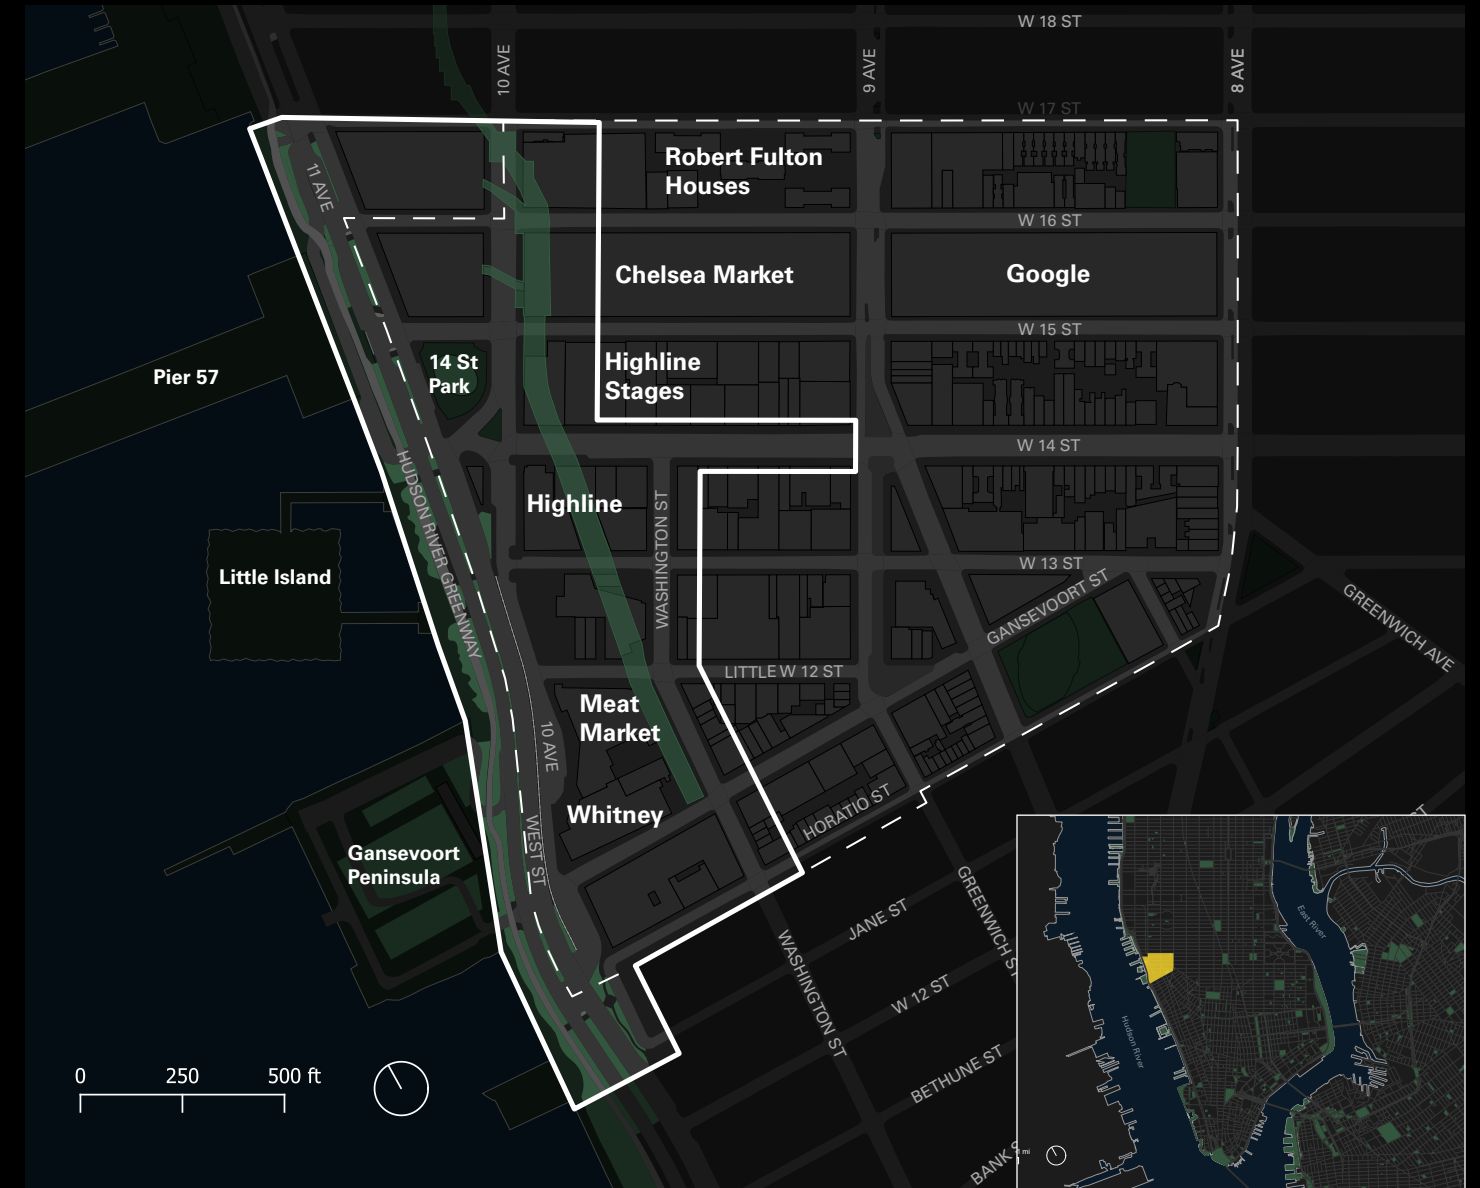 W 18 ST
10 AVE
9 AVE
8 AVE
W 17 ST
Robert Fulton
Houses
11 AVE
W 16 ST
Chelsea Market
Google
W 15 ST
14 St
Park
Highline
Stages
Pier 57
W 14 ST
HUDSON RIVER GREENWAY
Highline
WASHINGTON ST
W 13 ST
Little Island
GANSEVOORT ST
GREENWICH AVE
LITTLE W 12 ST
Meat
Market
10 AVE
Whitney
HORATIO ST
WEST ST
Gansevoort
Peninsula
JANE ST
GREENWICH ST
WASHINGTON ST
W 12 ST
BETHUNE ST
BANK S
East River
Hudson River
mi
0 250 500 ft